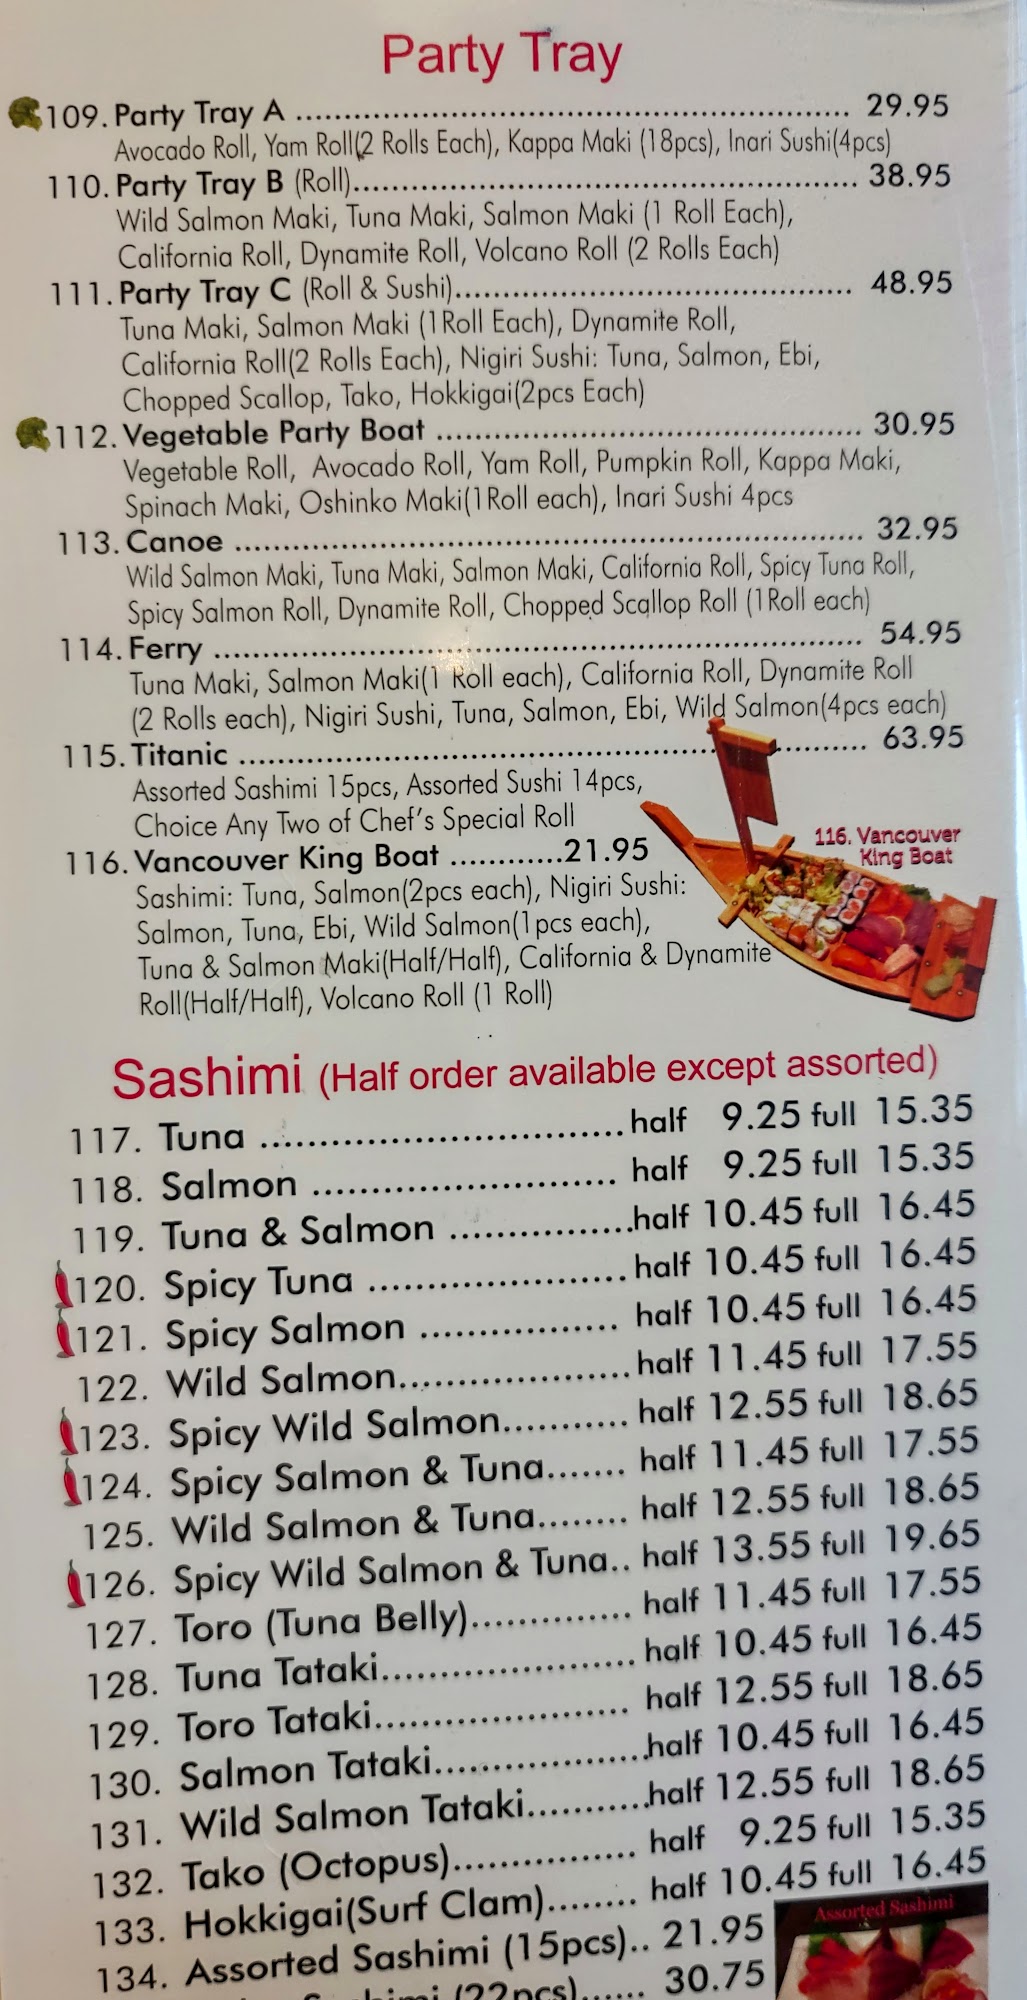 Party Tray
109. Party Tray A ........ 29.95
Avocado Roll, Yam Roll(2 Rolls Each), Kappa Maki (18pcs), Inari Sushi(4pcs)
110. Party Tray B (Roll)........ 38.95
Wild Salmon Maki, Tuna Maki, Salmon Maki (1 Roll Each),
California Roll, Dynamite Roll, Volcano Roll (2 Rolls Each)
111. Party Tray C (Roll & Sushi)........ 48.95
Tuna Maki, Salmon Maki (1Roll Each), Dynamite Roll,
California Roll(2 Rolls Each), Nigiri Sushi: Tuna, Salmon, Ebi,
Chopped Scallop, Tako, Hokkigai(2pcs Each)
112. Vegetable Party Boat ........ 30.95
Vegetable Roll, Avocado Roll, Yam Roll, Pumpkin Roll, Kappa Maki,
Spinach Maki, Oshinko Maki(1Roll each), Inari Sushi 4pcs
113. Canoe ........ 32.95
Wild Salmon Maki, Tuna Maki, Salmon Maki, California Roll, Spicy Tuna Roll,
Spicy Salmon Roll, Dynamite Roll, Chopped Scallop Roll (1Roll each)
114. Ferry ........ 54.95
Tuna Maki, Salmon Maki(1 Roll each), California Roll, Dynamite Roll
(2 Rolls each), Nigiri Sushi, Tuna, Salmon, Ebi, Wild Salmon(4pcs each)
115. Titanic ........ 63.95
Assorted Sashimi 15pcs, Assorted Sushi 14pcs,
Choice Any Two of Chef's Special Roll
116. Vancouver King Boat ............21.95
Sashimi: Tuna, Salmon(2pcs each), Nigiri Sushi:
Salmon, Tuna, Ebi, Wild Salmon(1pcs each),
Tuna & Salmon Maki(Half/Half), California & Dynamite
Roll(Half/Half), Volcano Roll (1 Roll)
116. Vancouver
King Boat
Sashimi (Half order available except assorted)
117. Tuna ........ half 9.25 full 15.35
118. Salmon ........ half 9.25 full 15.35
119. Tuna & Salmon ........half 10.45 full 16.45
120. Spicy Tuna ........ half 10.45 full 16.45
121. Spicy Salmon ........ half 10.45 full 16.45
122. Wild Salmon........ half 11.45 full 17.55
123. Spicy Wild Salmon........ half 12.55 full 18.65
124. Spicy Salmon & Tuna....... half 11.45 full 17.55
125. Wild Salmon & Tuna........ half 12.55 full 18.65
126. Spicy Wild Salmon & Tuna.. half 13.55 full 19.65
127. Toro (Tuna Belly)........ half 11.45 full 17.55
128. Tuna Tataki........ half 10.45 full 16.45
129. Toro Tataki........ half 12.55 full 18.65
130. Salmon Tataki........half 10.45 full 16.45
131. Wild Salmon Tataki........half 12.55 full 18.65
132. Tako (Octopus)........ half 9.25 full 15.35
133. Hokkigai(Surf Clam)........ half 10.45 full 16.45
134. Assorted Sashimi (15pcs).. 21.95
(22pcs)...... 30.75
Assorted Sashimi